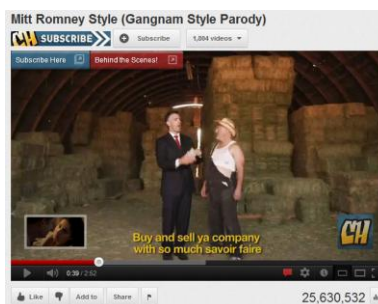 Mitt Romney Style (Gangnam Style Parody)
CH SUBSCRIBE Subscribe 1,864 videos
Subscribe Here Behind the Scenes!
Buy and sell ya company
with so much savoir faire
CH
0:39 / 2:52
Like Add to Share
25,630,532